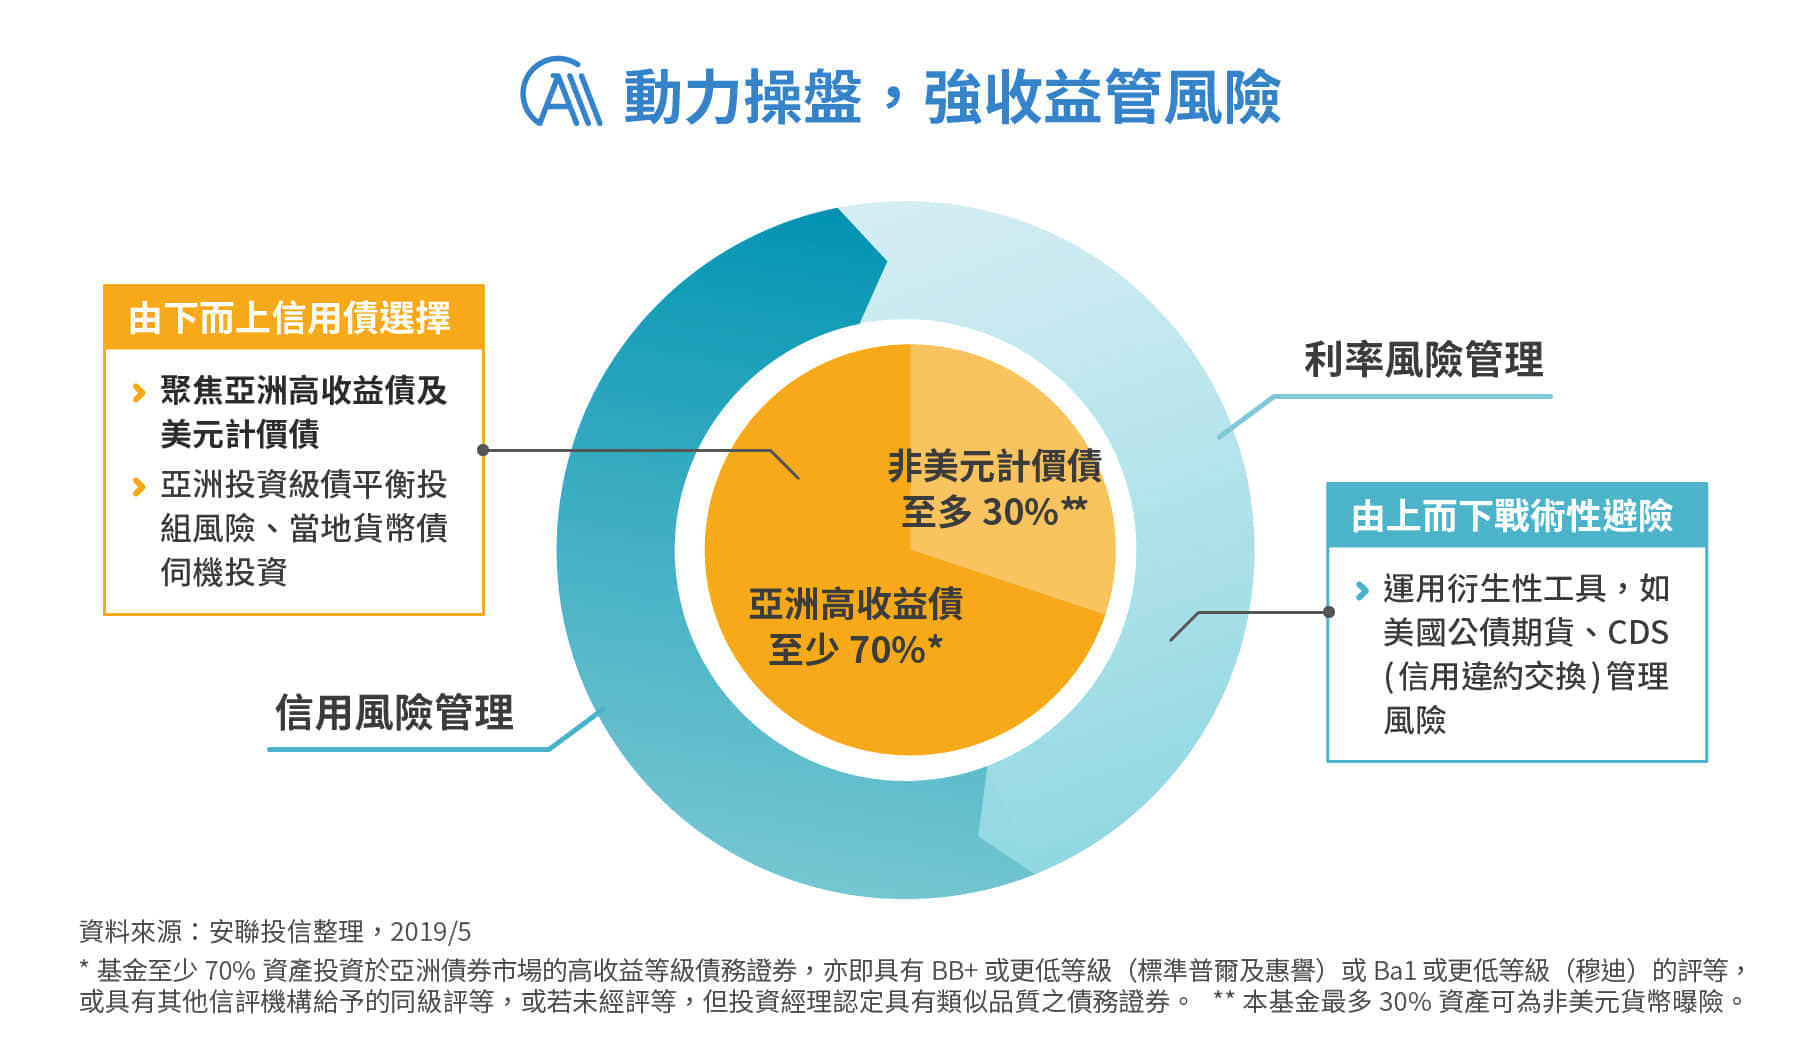 動力操盤，強收益管風險
由下而上信用債選擇
聚焦亞洲高收益債及
美元計價債
亞洲投資級債平衡投
組風險、當地貨幣債
伺機投資
非美元計價債
至多 30%**
亞洲高收益債
至少 70%*
利率風險管理
由上而下戰術性避險
運用衍生性工具，如
美國公債期貨、CDS
(信用違約交換)管理
風險
信用風險管理
資料來源：安聯投信整理，2019/5
* 基金至少 70% 資產投資於亞洲債券市場的高收益等級債務證券，亦即具有 BB+ 或更低等級（標準普爾及惠譽）或 Ba1 或更低等級（穆迪）的評等，
或具有其他信評機構給予的同級評等，或若未經評等，但投資經理認定具有類似品質之債務證券。 ** 本基金最多 30% 資產可為非美元貨幣曝險。